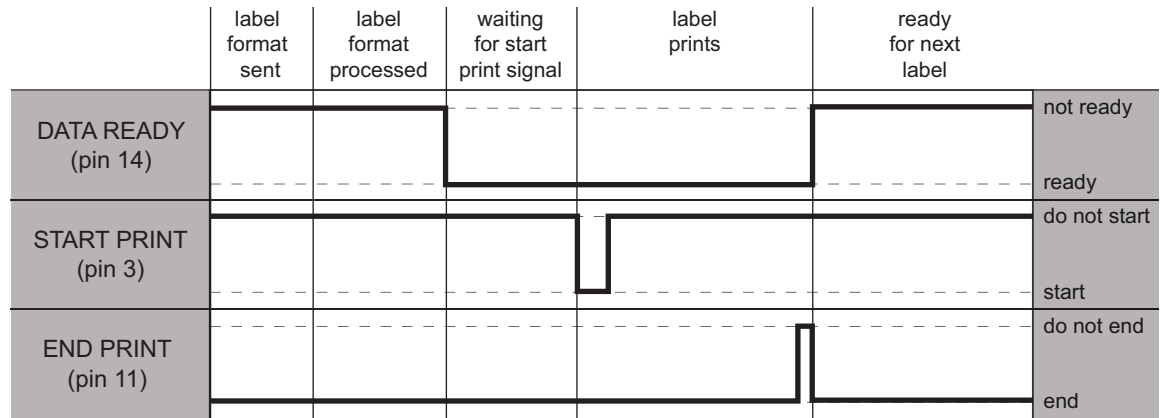 label
format
sent
label
format
processed
waiting
for start
print signal
label
prints
ready
for next
label
DATA READY
(pin 14)
not ready
ready
START PRINT
(pin 3)
do not start
start
END PRINT
(pin 11)
do not end
end